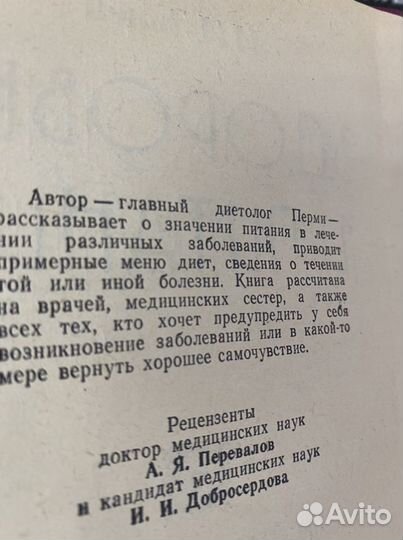 Автор — главный диетолог Перми —
рассказывает о значении питания в лече-
нии различных заболеваний, приводит
примерные меню диет, сведения о течении
той или иной болезни. Книга рассчитана
на врачей, медицинских сестер, а также
всех тех, кто хочет предупредить у себя
возникновение заболеваний или в какой-то
мере вернуть хорошее самочувствие.
Рецензенты
доктор медицинских наук
А. Я. Перевалов
и кандидат медицинских наук
И. И. Добросердова
Avito